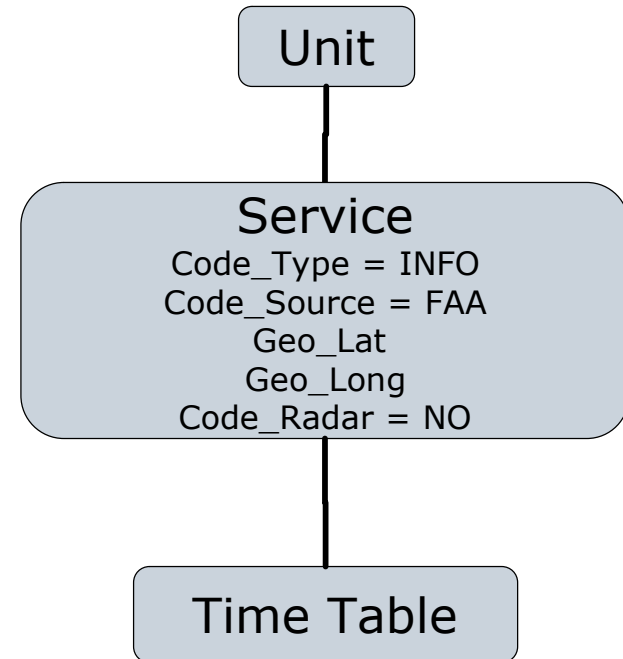 Unit
Service
Code_Type = INFO
Code_Source = FAA
Geo_Lat
Geo_Long
Code_Radar = NO
Time Table